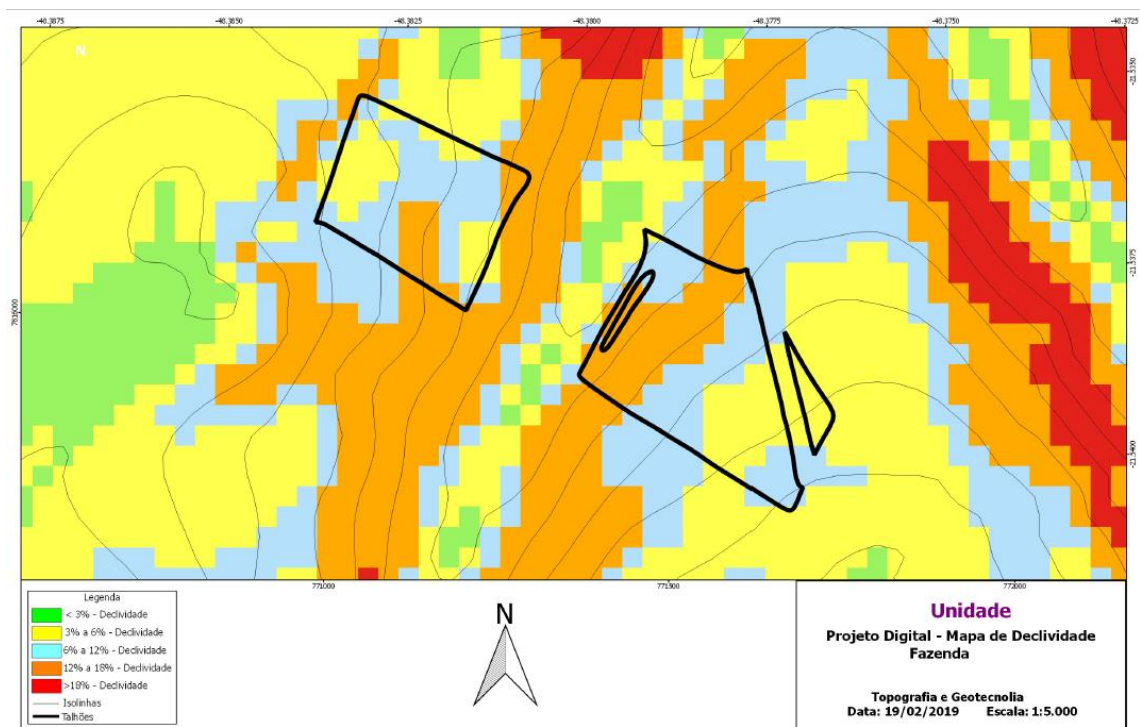 -48.3875 -48.3850 -48.3825 -48.3800 -48.3775 -48.3750 -48.3725
N
-21.5350
-21.5375
7616000
-21.5400
771000 771500 772000
Legenda
< 3% - Declividade
3% a 6% - Declividade
6% a 12% - Declividade
12% a 18% - Declividade
>18% - Declividade
Isolinhas
Talhões
N
Unidade
Projeto Digital - Mapa de Declividade
Fazenda
Topografia e Geotecnolia
Data: 19/02/2019 Escala: 1:5.000